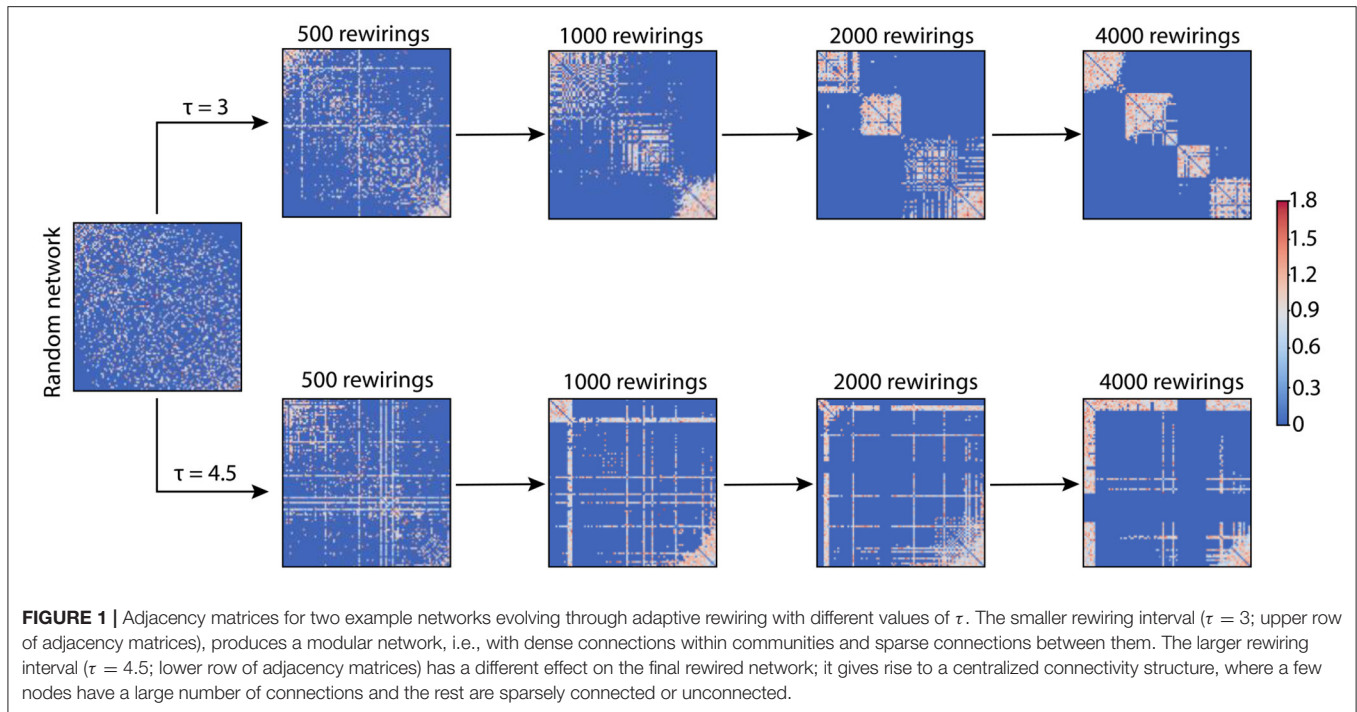 500 rewirings
1000 rewirings
2000 rewirings
4000 rewirings
τ = 3
Random network
1.8
1.5
1.2
0.9
0.6
0.3
0
500 rewirings
1000 rewirings
2000 rewirings
4000 rewirings
τ = 4.5
FIGURE 1 | Adjacency matrices for two example networks evolving through adaptive rewiring with different values of τ. The smaller rewiring interval (τ = 3; upper row
of adjacency matrices), produces a modular network, i.e., with dense connections within communities and sparse connections between them. The larger rewiring
interval (τ = 4.5; lower row of adjacency matrices) has a different effect on the final rewired network; it gives rise to a centralized connectivity structure, where a few
nodes have a large number of connections and the rest are sparsely connected or unconnected.